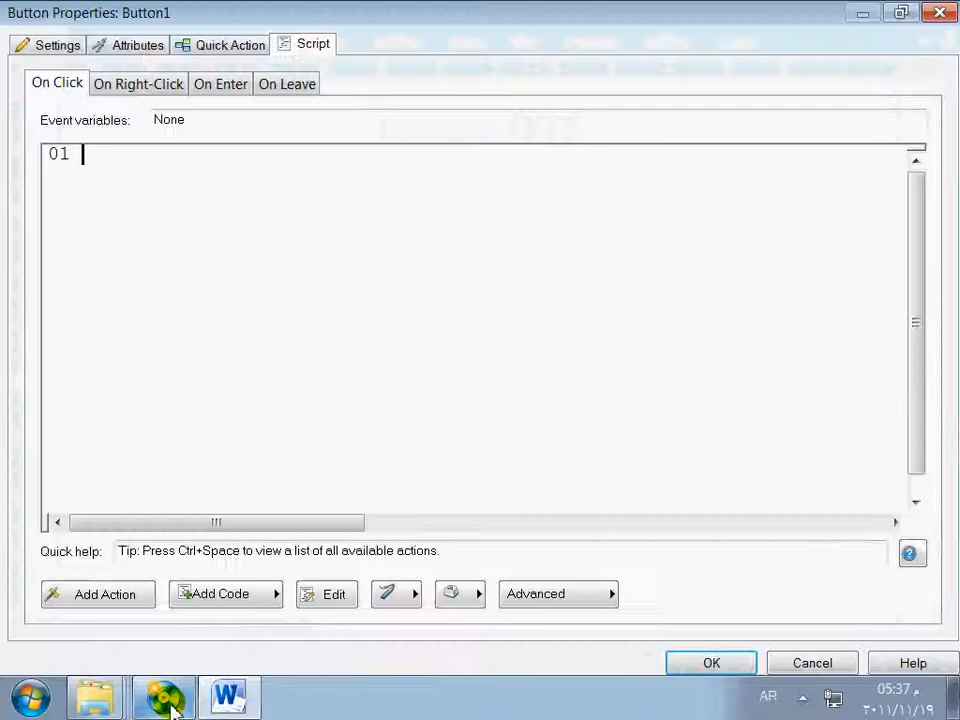 Button Properties: Button1
Settings Attributes Quick Action Script
On Click On Right-Click On Enter On Leave
Event variables: None
01
Quick help: Tip: Press Ctrl+Space to view a list of all available actions.
Add Action Add Code Edit Advanced
OK Cancel Help
AR 05:37 م
٢٠١١/١١/١٩